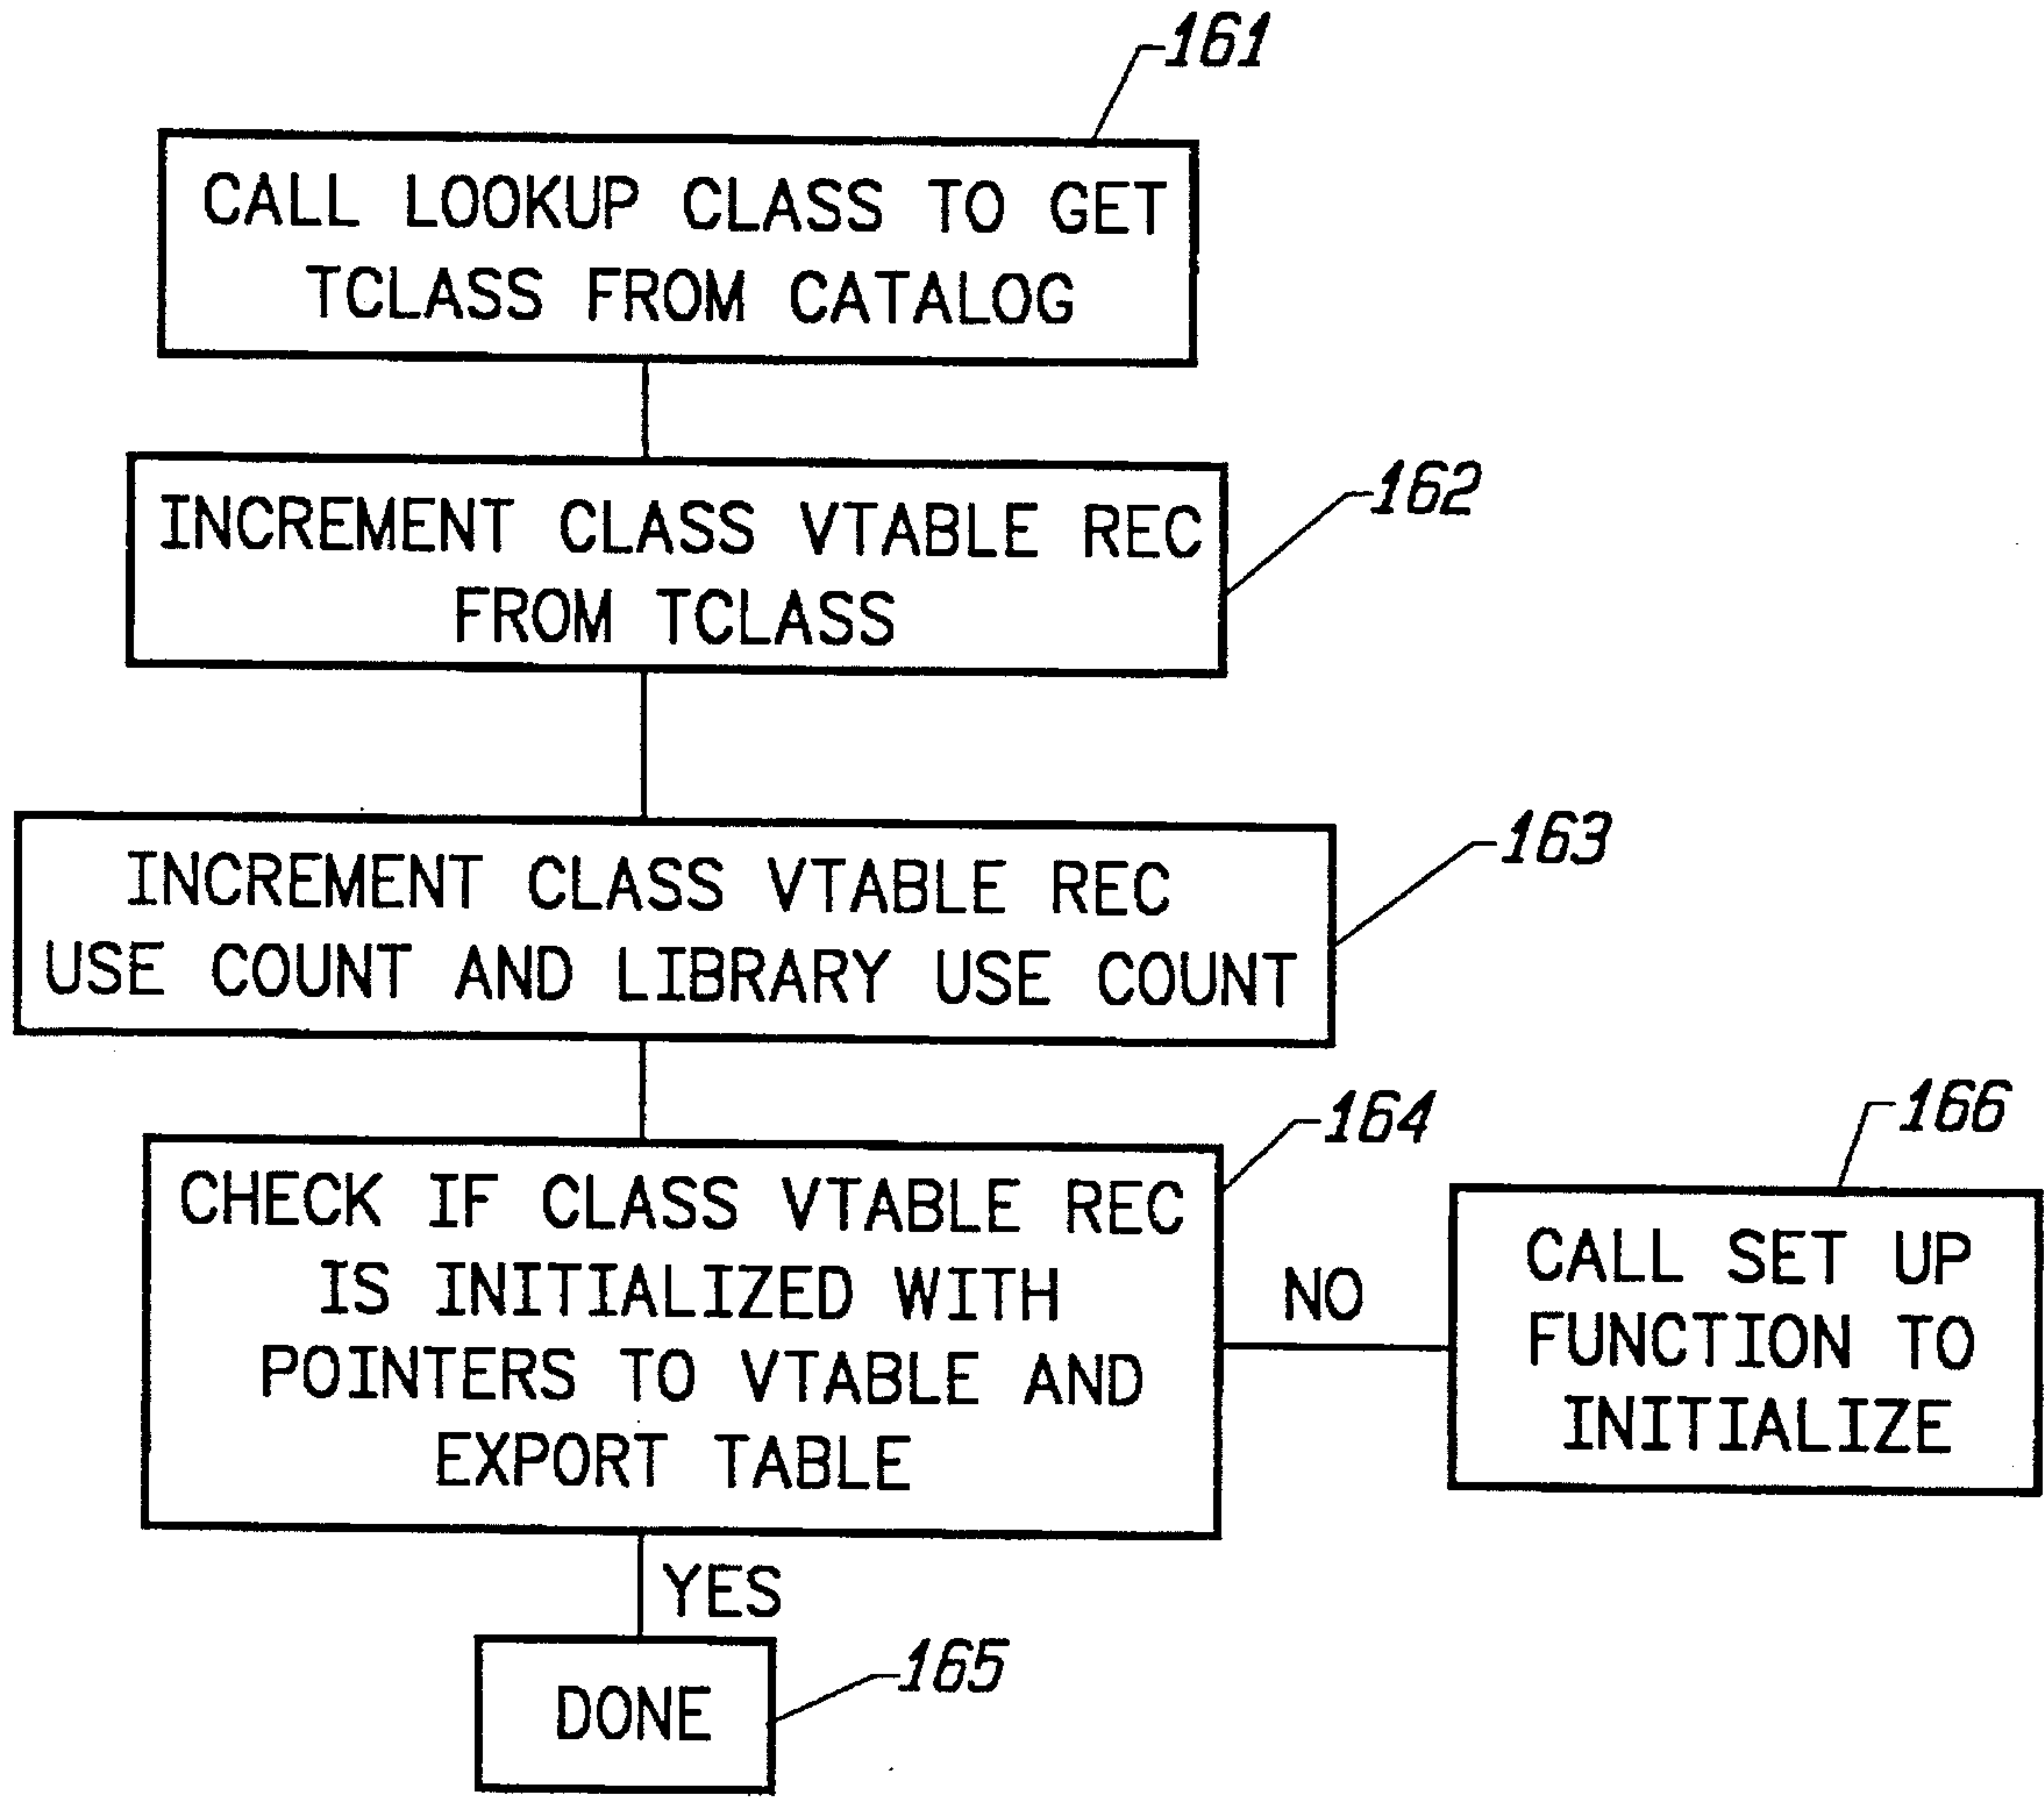 161
CALL LOOKUP CLASS TO GET
TCLASS FROM CATALOG
162
INCREMENT CLASS VTABLE REC
FROM TCLASS
163
INCREMENT CLASS VTABLE REC
USE COUNT AND LIBRARY USE COUNT
164
CHECK IF CLASS VTABLE REC
IS INITIALIZED WITH
POINTERS TO VTABLE AND
EXPORT TABLE
NO
166
CALL SET UP
FUNCTION TO
INITIALIZE
YES
165
DONE